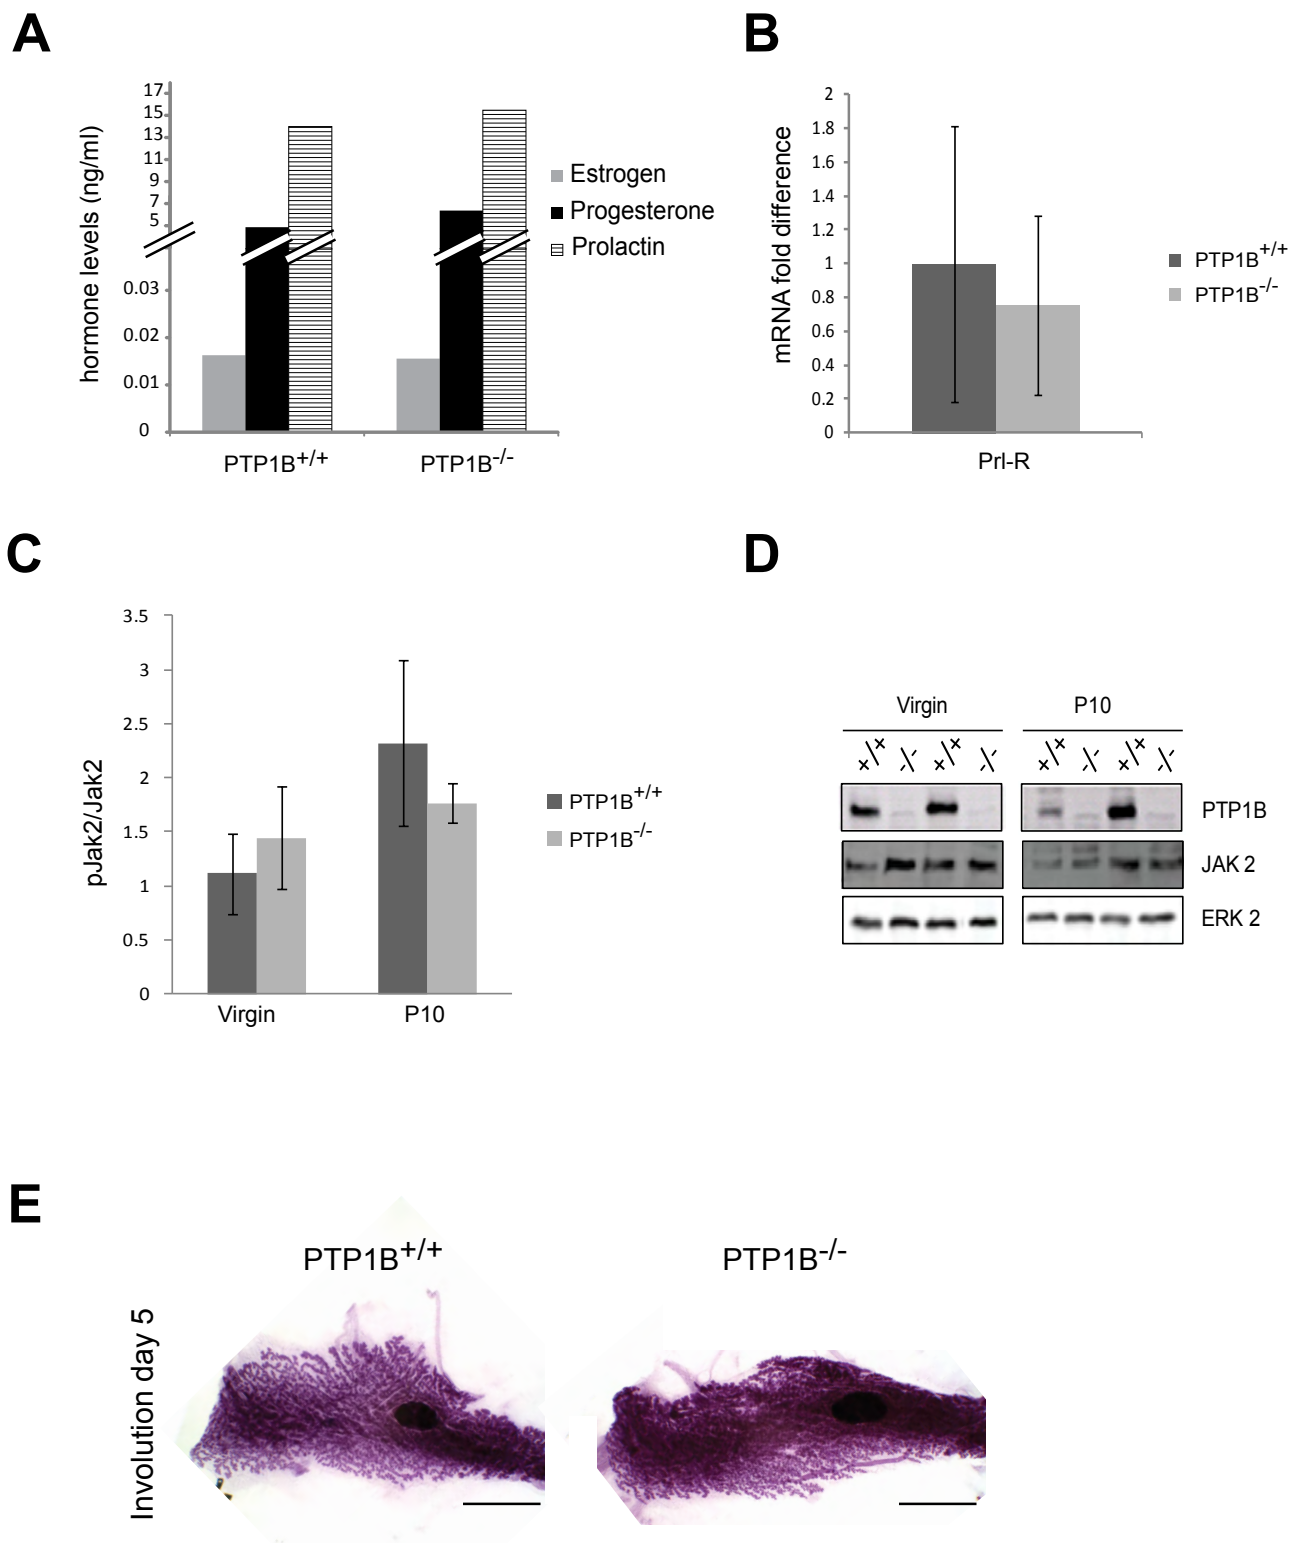 A
hormone levels (ng/ml)
17
15
13
11
9
7
5
0.03
0.02
0.01
0
PTP1B+/+
PTP1B-/-
Estrogen
Progesterone
Prolactin
B
mRNA fold difference
2
1.8
1.6
1.4
1.2
1
0.8
0.6
0.4
0.2
0
Prl-R
PTP1B+/+
PTP1B-/-
C
pJak2/Jak2
3.5
3
2.5
2
1.5
1
0.5
0
Virgin P10
PTP1B+/+
PTP1B-/-
D
Virgin P10
+/+ -/- +/+ -/- +/+ -/- +/+ -/-
PTP1B
JAK 2
ERK 2
E
PTP1B+/+ PTP1B-/-
Involution day 5